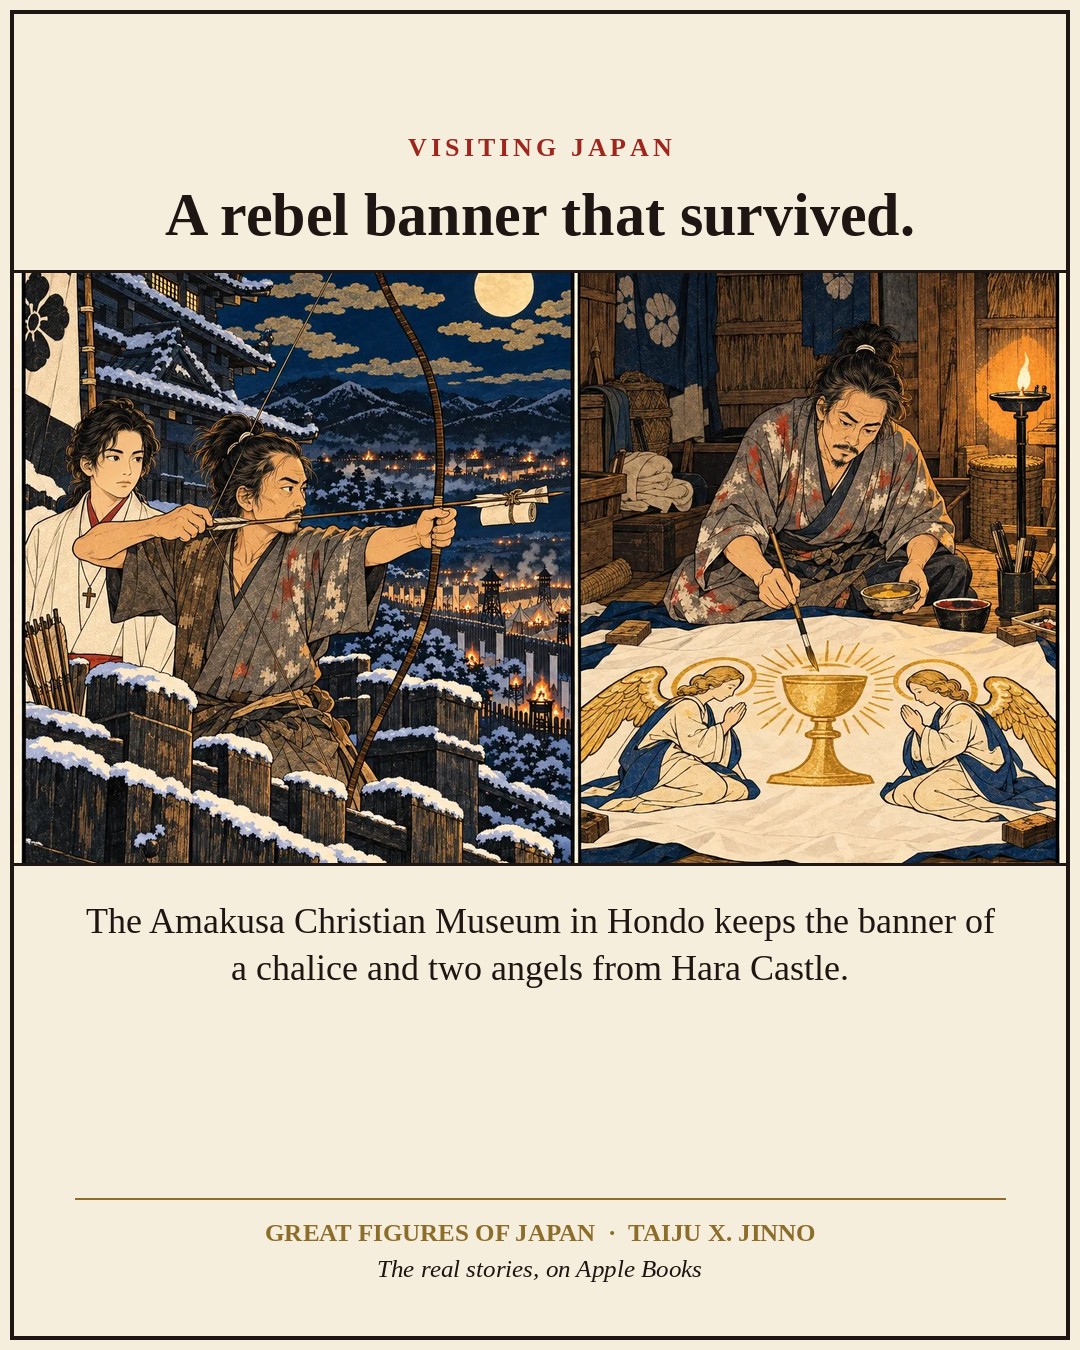 VISITING JAPAN
A rebel banner that survived.
The Amakusa Christian Museum in Hondo keeps the banner of
a chalice and two angels from Hara Castle.
GREAT FIGURES OF JAPAN · TAIJU X. JINNO
The real stories, on Apple Books